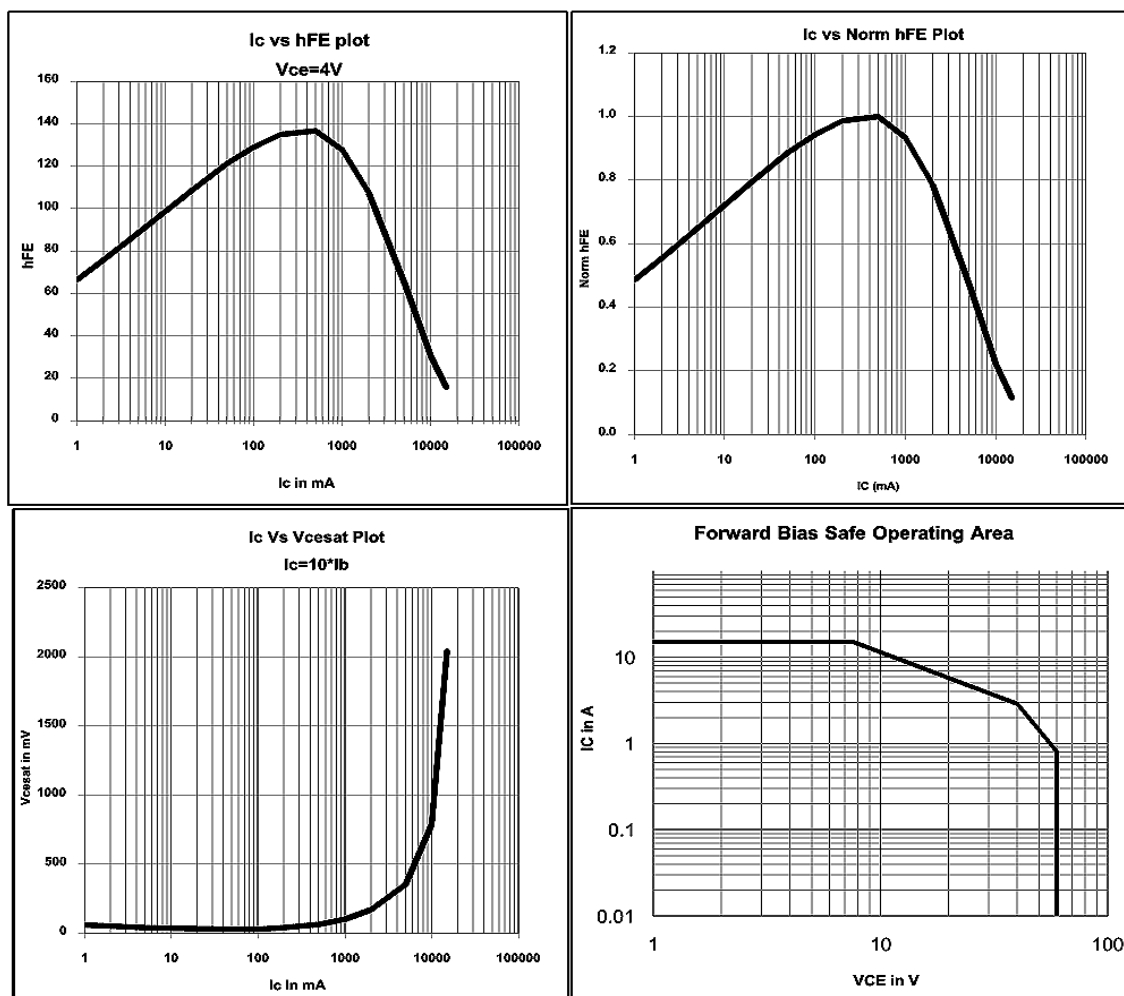 Ic vs hFE plot
Vce=4V
160
140
120
100
80
60
40
20
0
hFE
1 10 100 1000 10000 100000
Ic in mA
Ic vs Norm hFE Plot
1.2
1.0
0.8
0.6
0.4
0.2
0.0
Norm hFE
1 10 100 1000 10000 100000
IC (mA)
Ic Vs Vcesat Plot
Ic=10*Ib
2500
2000
1500
1000
500
0
Vcesat in mV
1 10 100 1000 10000 100000
Ic in mA
Forward Bias Safe Operating Area
10
1
0.1
0.01
IC in A
1 10 100
VCE in V